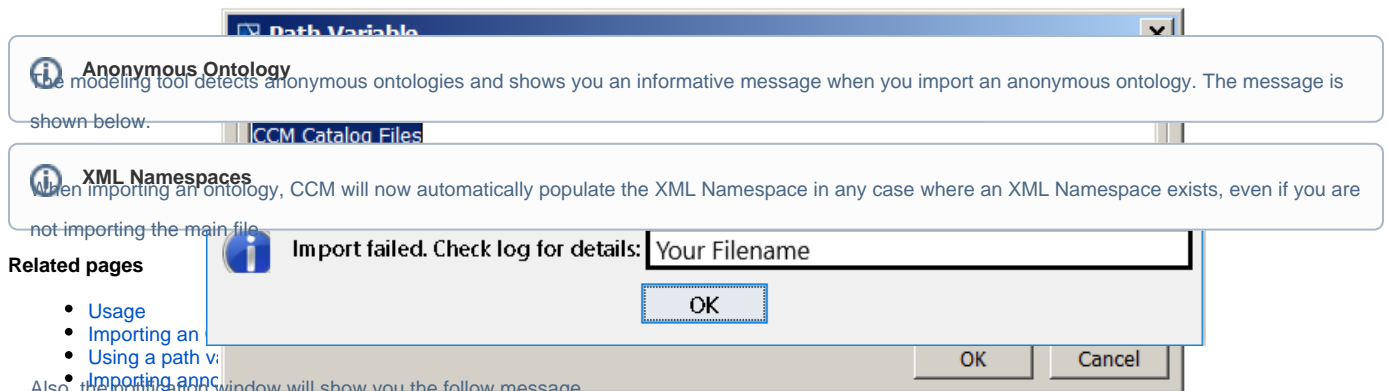 Path Variable
Anonymous Ontology
The modeling tool detects anonymous ontologies and shows you an informative message when you import an anonymous ontology. The message is
shown below.
CCM Catalog Files
XML Namespaces
When importing an ontology, CCM will now automatically populate the XML Namespace in any case where an XML Namespace exists, even if you are
not importing the main file.
Import failed. Check log for details: Your Filename
OK
Related pages
Usage
Importing an
Using a path
Importing
OK Cancel
Also, the notification window will show you the follow message